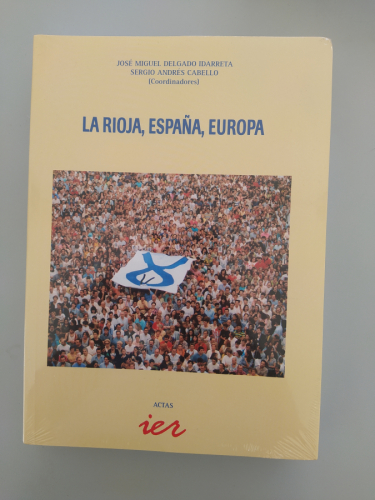 JOSÉ MIGUEL DELGADO IDARRETA
SERGIO ANDRÉS CABELLO
(Coordinadores)
LA RIOJA, ESPAÑA, EUROPA
ACTAS
ier